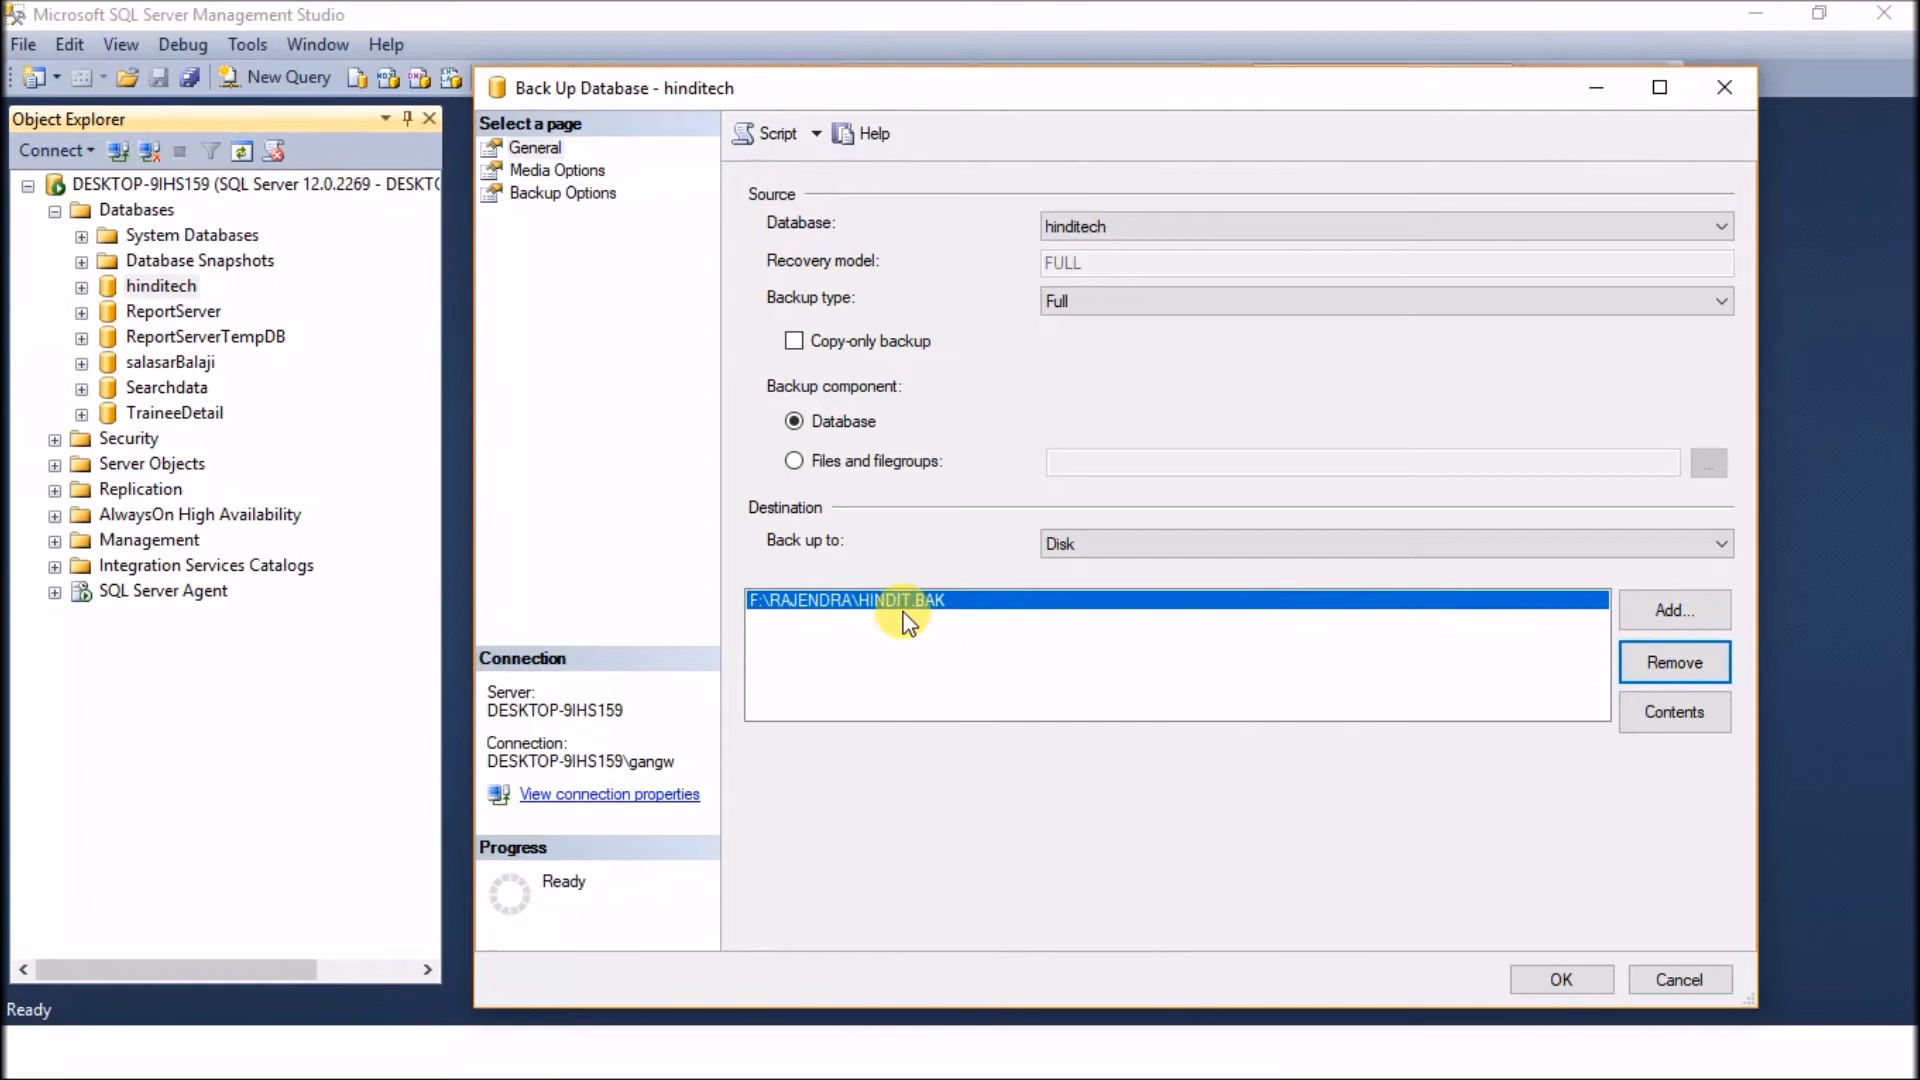 Microsoft SQL Server Management Studio
File Edit View Debug Tools Window Help
New Query
Object Explorer
Connect
DESKTOP-9IHS159 (SQL Server 12.0.2269 - DESKTO
Databases
System Databases
Database Snapshots
hinditech
ReportServer
ReportServerTempDB
salasarBalaji
Searchdata
TraineeDetail
Security
Server Objects
Replication
AlwaysOn High Availability
Management
Integration Services Catalogs
SQL Server Agent
Ready
Back Up Database - hinditech
Select a page
General
Media Options
Backup Options
Connection
Server:
DESKTOP-9IHS159
Connection:
DESKTOP-9IHS159\gangw
View connection properties
Progress
Ready
Script Help
Source
Database: hinditech
Recovery model: FULL
Backup type: Full
Copy-only backup
Backup component:
Database
Files and filegroups: ...
Destination
Back up to: Disk
F:\RAJENDRA\HINDIT.BAK
Add...
Remove
Contents
OK Cancel